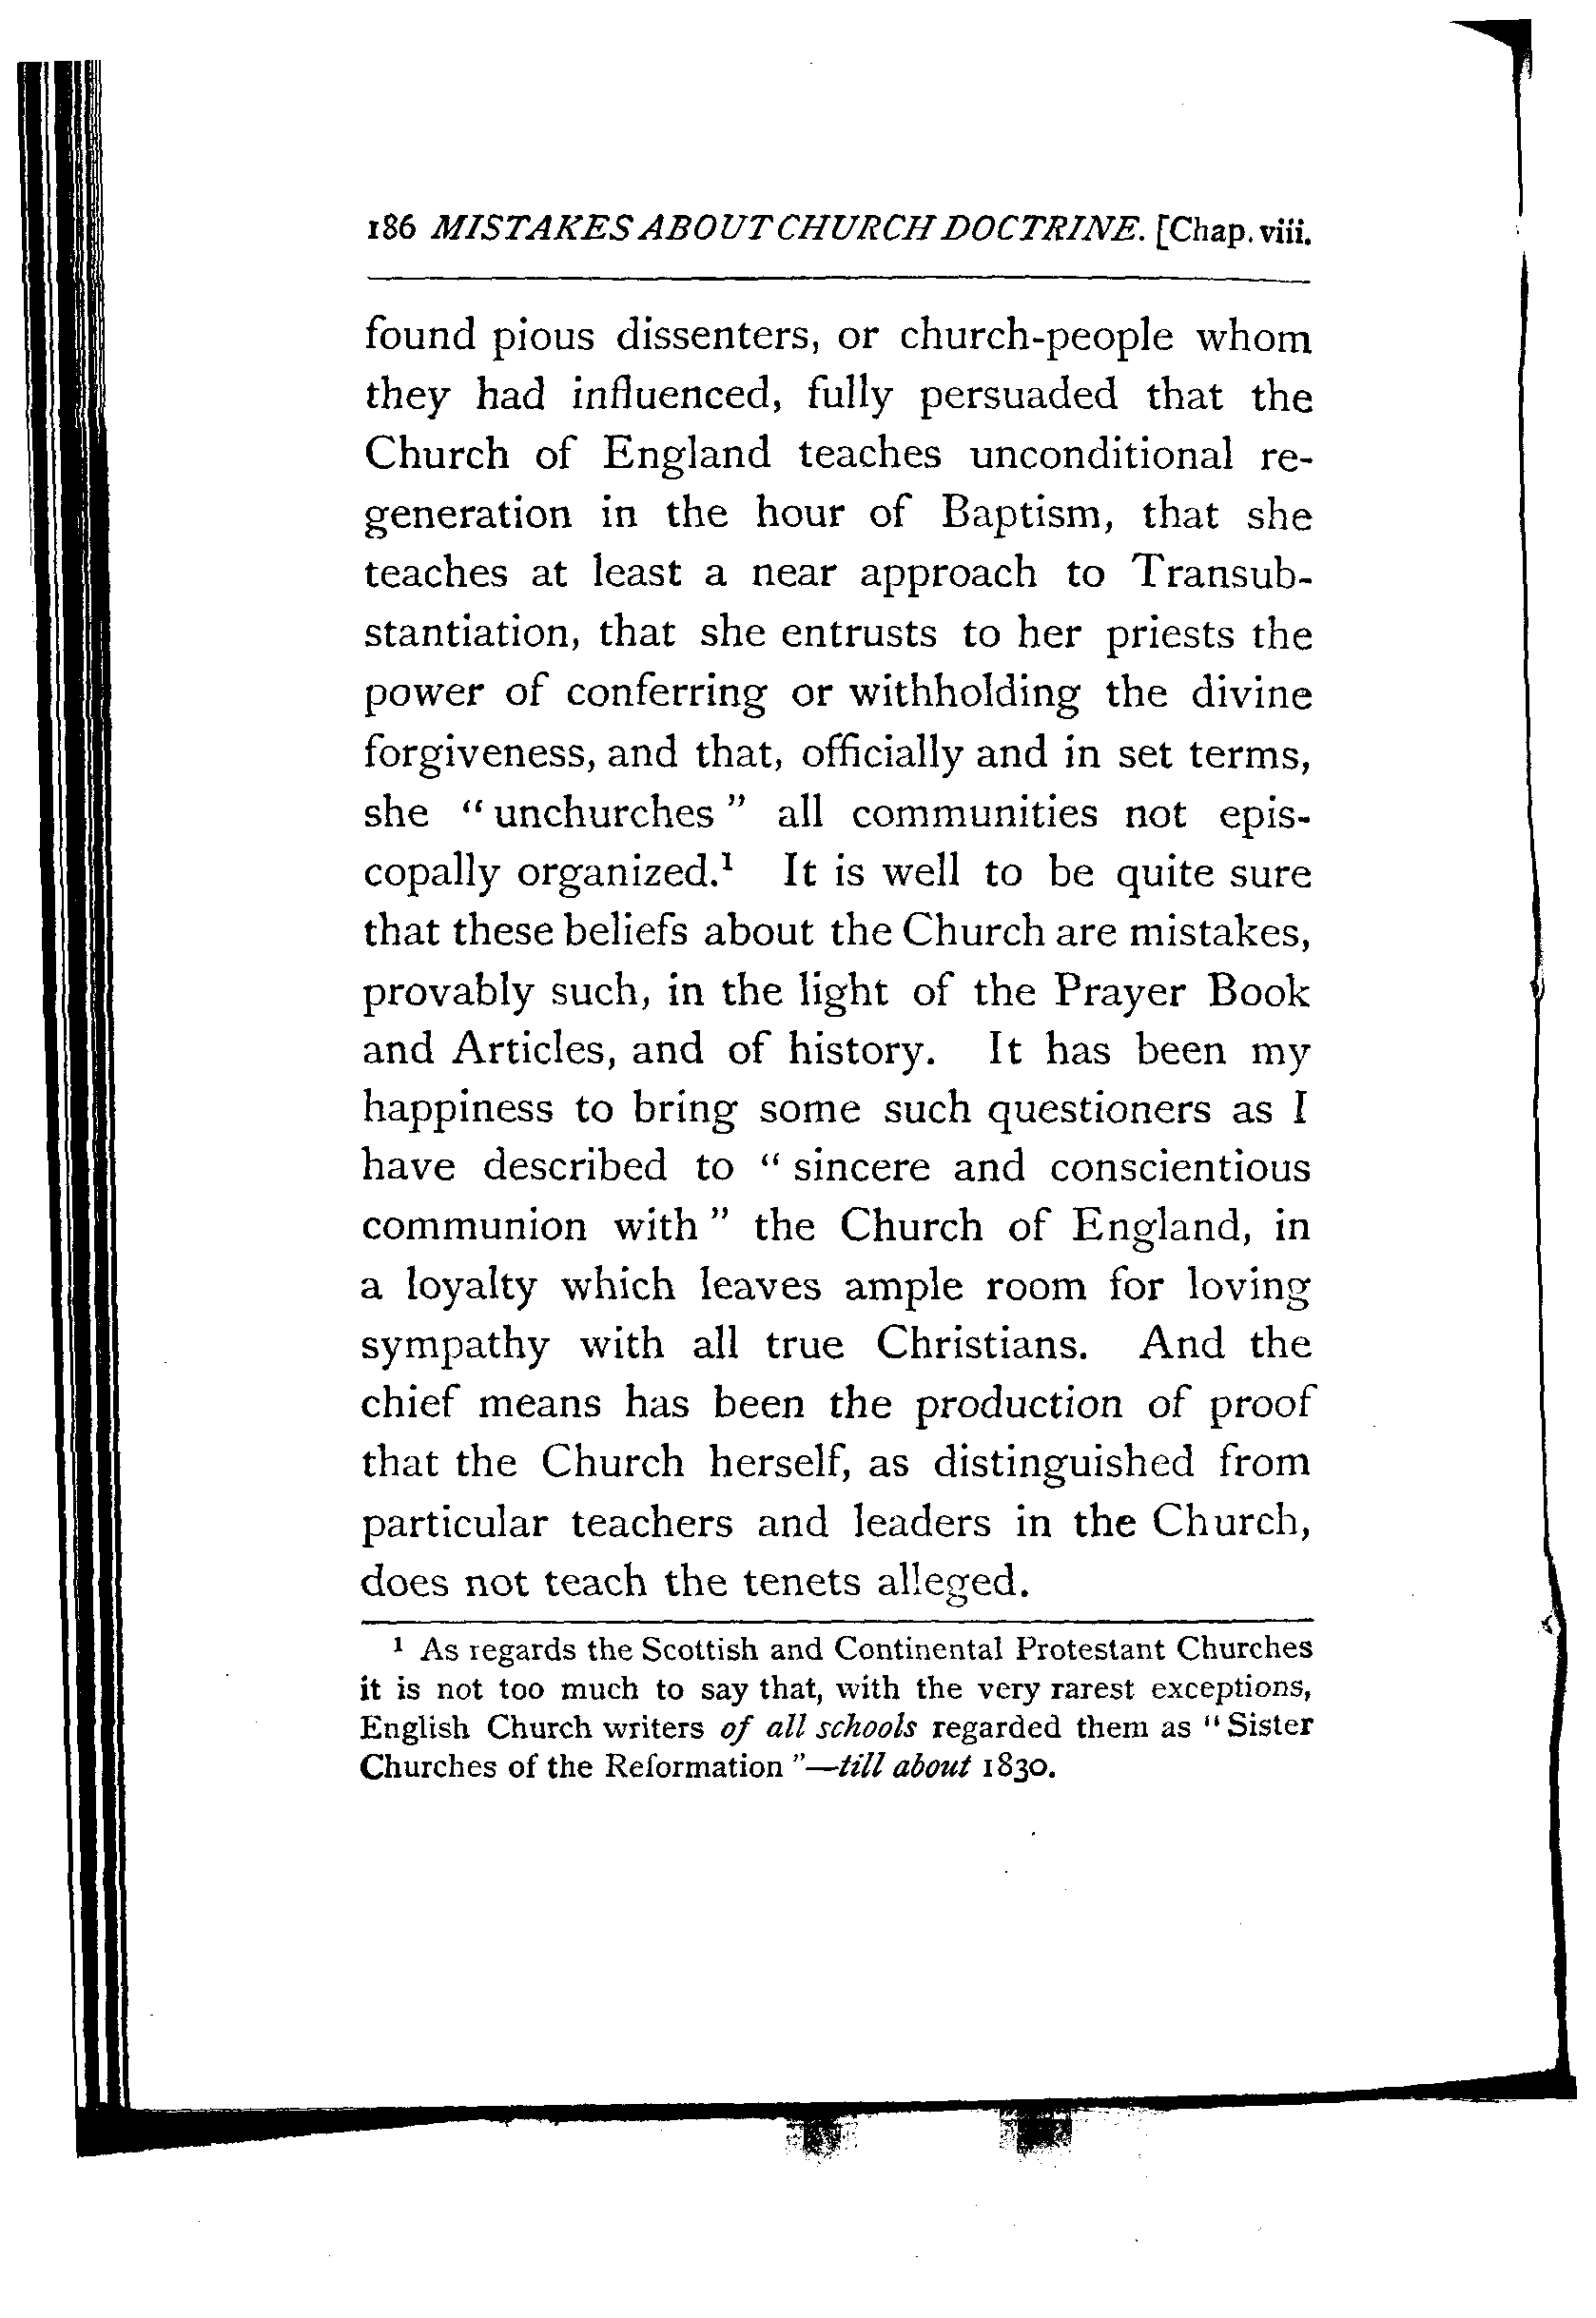 186 MISTAKES ABOUT CHURCH DOCTRINE. [Chap. viii.
found pious dissenters, or church-people whom
they had influenced, fully persuaded that the
Church of England teaches unconditional re-
generation in the hour of Baptism, that she
teaches at least a near approach to Transub-
stantiation, that she entrusts to her priests the
power of conferring or withholding the divine
forgiveness, and that, officially and in set terms,
she “unchurches” all communities not epis-
copally organized.¹ It is well to be quite sure
that these beliefs about the Church are mistakes,
provably such, in the light of the Prayer Book
and Articles, and of history. It has been my
happiness to bring some such questioners as I
have described to “sincere and conscientious
communion with” the Church of England, in
a loyalty which leaves ample room for loving
sympathy with all true Christians. And the
chief means has been the production of proof
that the Church herself, as distinguished from
particular teachers and leaders in the Church,
does not teach the tenets alleged.
¹ As regards the Scottish and Continental Protestant Churches
it is not too much to say that, with the very rarest exceptions,
English Church writers of all schools regarded them as “Sister
Churches of the Reformation”—till about 1830.